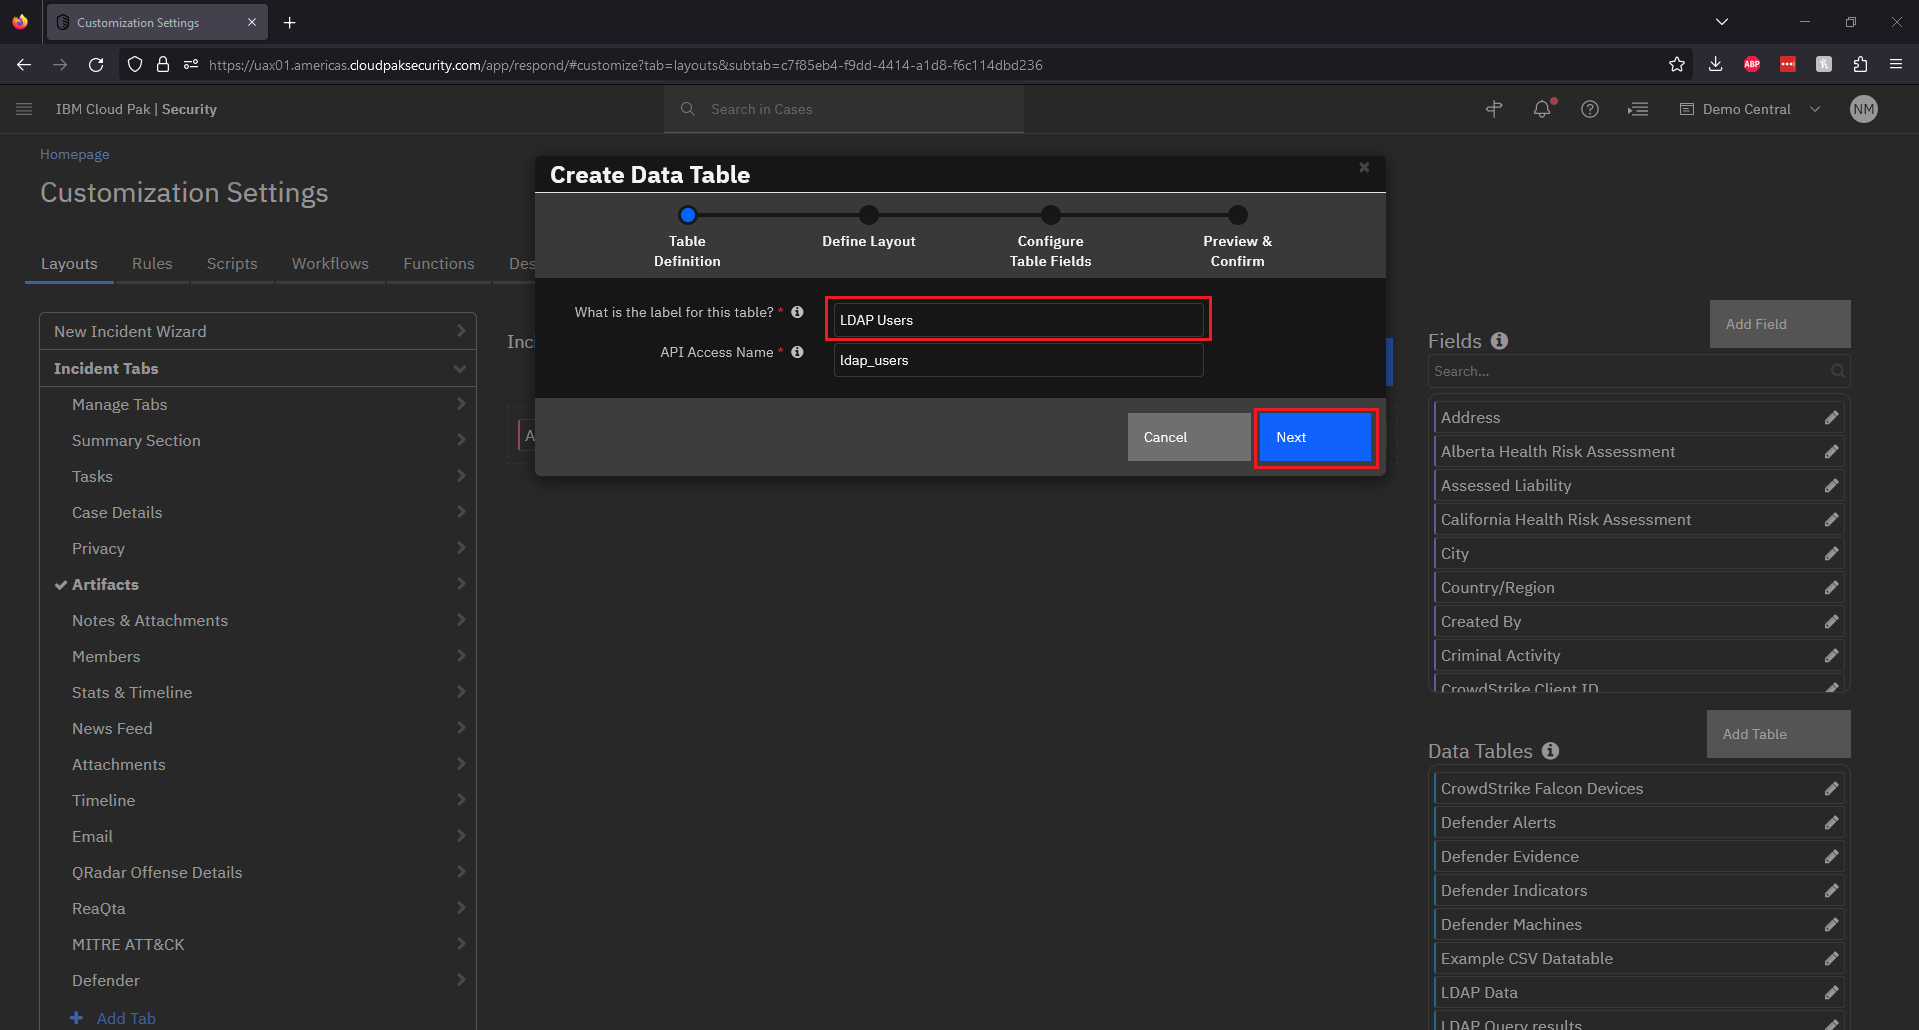 Customization Settings
https://uax01.americas.cloudpaksecurity.com/app/respond/#customize?tab=layouts&subtab=c7f85eb4-f9dd-4414-a1d8-f6c114dbd236
ABP
IBM Cloud Pak | Security
Search in Cases
Demo Central
NM
Homepage
Customization Settings
Layouts
Rules
Scripts
Workflows
Functions
Des
New Incident Wizard
Incident Tabs
Manage Tabs
Summary Section
Tasks
Case Details
Privacy
Artifacts
Notes & Attachments
Members
Stats & Timeline
News Feed
Attachments
Timeline
Email
QRadar Offense Details
ReaQta
MITRE ATT&CK
Defender
Add Tab
Inci
A
Create Data Table
Table
Definition
Define Layout
Configure
Table Fields
Preview &
Confirm
What is the label for this table? *
LDAP Users
API Access Name *
ldap_users
Cancel
Next
Add Field
Fields
Search...
Address
Alberta Health Risk Assessment
Assessed Liability
California Health Risk Assessment
City
Country/Region
Created By
Criminal Activity
CrowdStrike Client ID
Add Table
Data Tables
CrowdStrike Falcon Devices
Defender Alerts
Defender Evidence
Defender Indicators
Defender Machines
Example CSV Datatable
LDAP Data
LDAP Query results